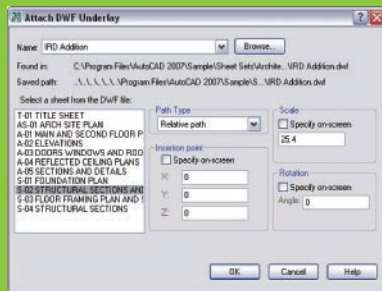 Attach DWF Underlay
Name: IRD Addition Browse...
Found in: C:\Program Files\AutoCAD 2007\Sample\Sheet Sets\Archite...\IRD Addition.dwf
Saved path: ..\..\..\..\..\Program Files\AutoCAD 2007\Sample\S...\IRD Addition.dwf
Select a sheet from the DWF file:
T-01 TITLE SHEET
AS-01 ARCH SITE PLAN
A-01 MAIN AND SECOND FLOOR P
A-02 ELEVATIONS
A-03 DOORS WINDOWS AND ROO
A-04 REFLECTED CEILING PLANS
A-05 SECTIONS AND DETAILS
S-01 FOUNDATION PLAN
S-02 STRUCTURAL SECTIONS AND
S-03 FLOOR FRAMING PLAN AND
S-04 STRUCTURAL SECTIONS
Path Type
Relative path
Insertion point
Specify on-screen
X: 0
Y: 0
Z: 0
Scale
Specify on-screen
25.4
Rotation
Specify on-screen
Angle: 0
OK Cancel Help